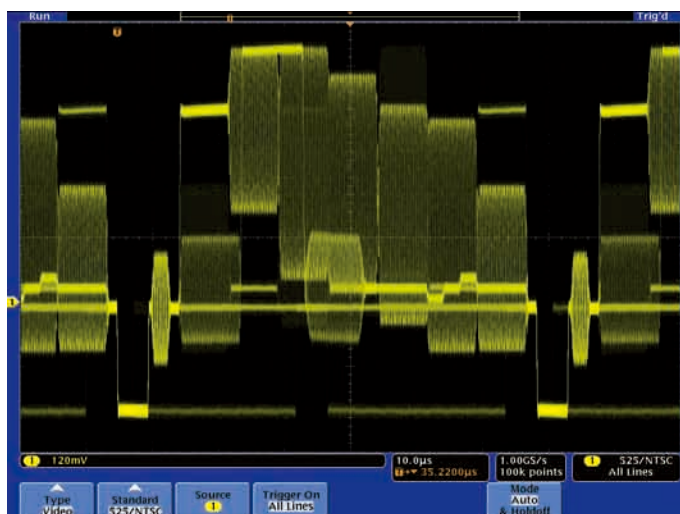 Run Trig'd
T
1
1 120mV
10.0µs
T→▾ 35.2200µs
1.00GS/s
100k points
1 525/NTSC
All Lines
Type
Video
Standard
525/NTSC
Source
1
Trigger On
All Lines
Mode
Auto
& Holdoff